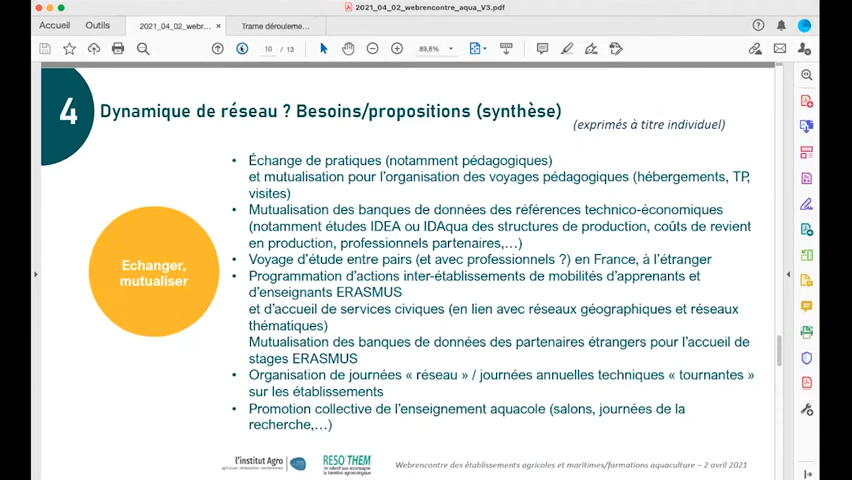 2021_04_02_webrencontre_aqua_V3.pdf
Accueil
Outils
2021_04_02_webr...
Trame dérouleme...
10 / 13
89,8%
4
Dynamique de réseau ? Besoins/propositions (synthèse)
(exprimés à titre individuel)
Echanger,
mutualiser
• Échange de pratiques (notamment pédagogiques)
et mutualisation pour l'organisation des voyages pédagogiques (hébergements, TP,
visites)
• Mutualisation des banques de données des références technico-économiques
(notamment études IDEA ou IDAqua des structures de production, coûts de revient
en production, professionnels partenaires,...)
• Voyage d'étude entre pairs (et avec professionnels ?) en France, à l'étranger
• Programmation d'actions inter-établissements de mobilités d'apprenants et
d'enseignants ERASMUS
et d'accueil de services civiques (en lien avec réseaux géographiques et réseaux
thématiques)
Mutualisation des banques de données des partenaires étrangers pour l'accueil de
stages ERASMUS
• Organisation de journées « réseau » / journées annuelles techniques « tournantes »
sur les établissements
• Promotion collective de l'enseignement aquacole (salons, journées de la
recherche,...)
l'institut Agro
RESO'THEM
Webrencontre des établissements agricoles et maritimes/formations aquaculture – 2 avril 2021